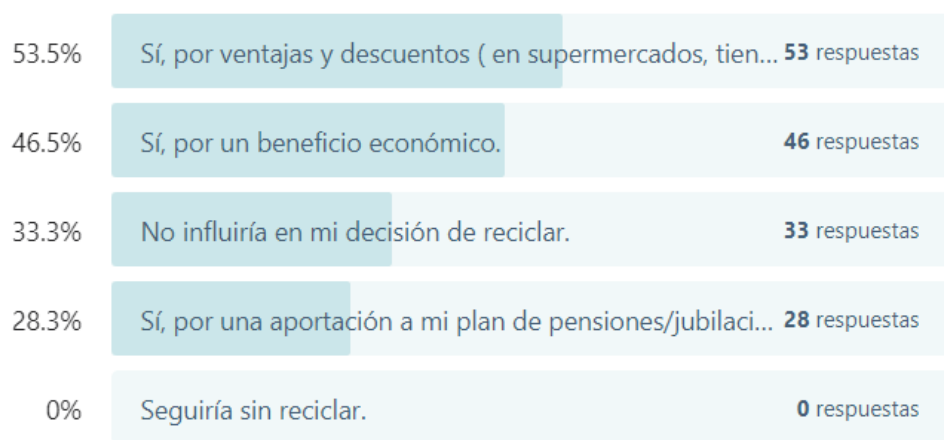 53.5% Sí, por ventajas y descuentos ( en supermercados, tien... 53 respuestas
46.5% Sí, por un beneficio económico. 46 respuestas
33.3% No influiría en mi decisión de reciclar. 33 respuestas
28.3% Sí, por una aportación a mi plan de pensiones/jubilaci... 28 respuestas
0% Seguiría sin reciclar. 0 respuestas